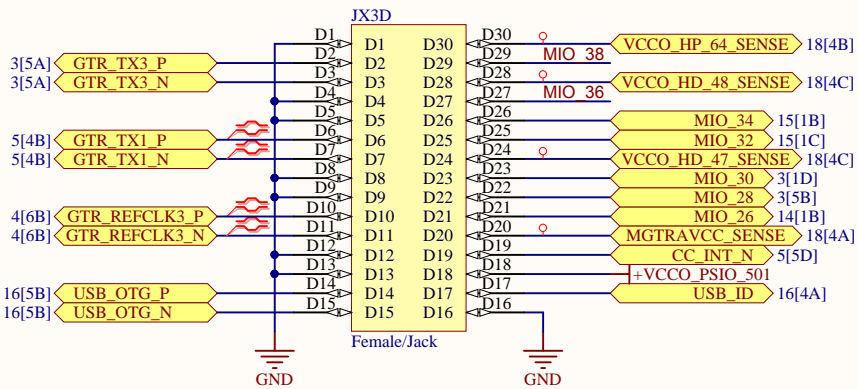 JX3D
D1 D1 D30 D30 VCCO_HP_64_SENSE 18[4B]
3[5A] GTR_TX3_P D2 D2 D29 D29 MIO_38
3[5A] GTR_TX3_N D3 D3 D28 D28 VCCO_HD_48_SENSE 18[4C]
D4 D4 D27 D27 MIO_36
D5 D5 D26 D26 MIO_34 15[1B]
5[4B] GTR_TX1_P D6 D6 D25 D25 MIO_32 15[1C]
5[4B] GTR_TX1_N D7 D7 D24 D24 VCCO_HD_47_SENSE 18[4C]
D8 D8 D23 D23 MIO_30 3[1D]
D9 D9 D22 D22 MIO_28 3[5B]
4[6B] GTR_REFCLK3_P D10 D10 D21 D21 MIO_26 14[1B]
4[6B] GTR_REFCLK3_N D11 D11 D20 D20 MGTRAVCC_SENSE 18[4A]
D12 D12 D19 D19 CC_INT_N 5[5D]
D13 D13 D18 D18 +VCCO_PSIO_501
16[5B] USB_OTG_P D14 D14 D17 D17 USB_ID 16[4A]
16[5B] USB_OTG_N D15 D15 D16 D16
Female/Jack
GND GND